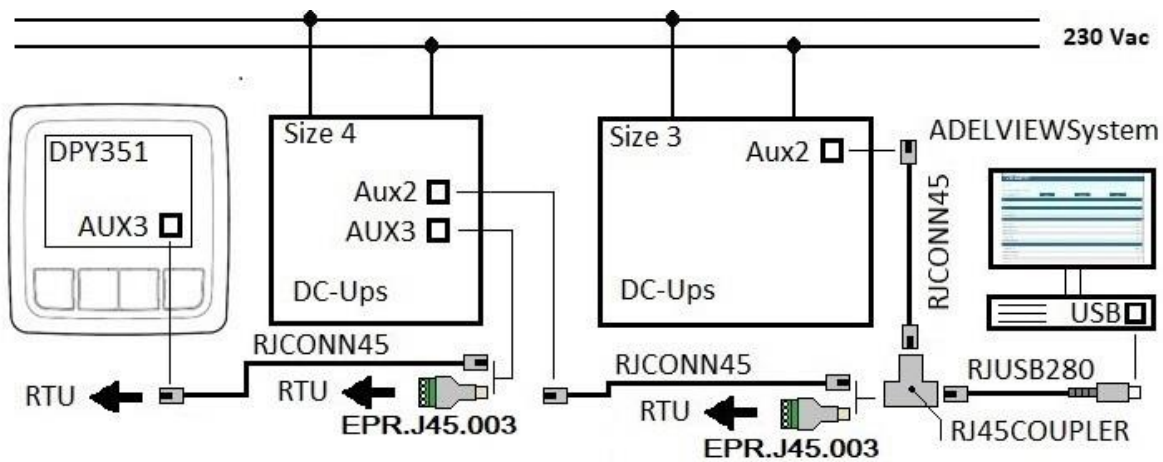 230 Vac
DPY351
AUX3
Size 4
Aux2
AUX3
DC-Ups
Size 3
Aux2
DC-Ups
ADELVIEWSystem
RJCONN45
USB
RJCONN45
RJCONN45
RJUSB280
RTU
RTU
EPR.J45.003
RTU
EPR.J45.003
RJ45COUPLER